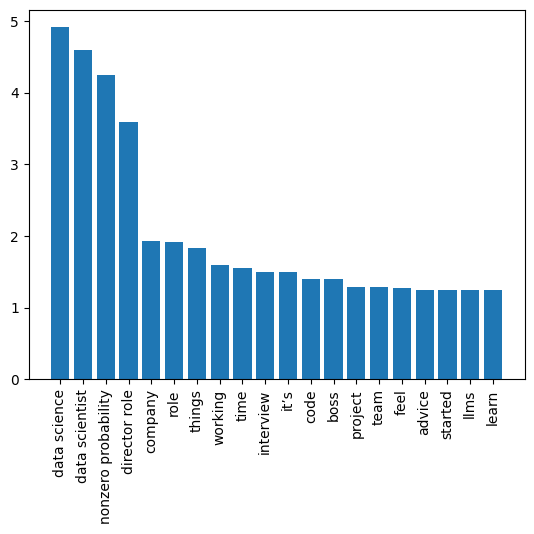 5
4
3
2
1
0
data science
data scientist
nonzero probability
director role
company
role
things
working
time
interview
it’s
code
boss
project
team
feel
advice
started
llms
learn